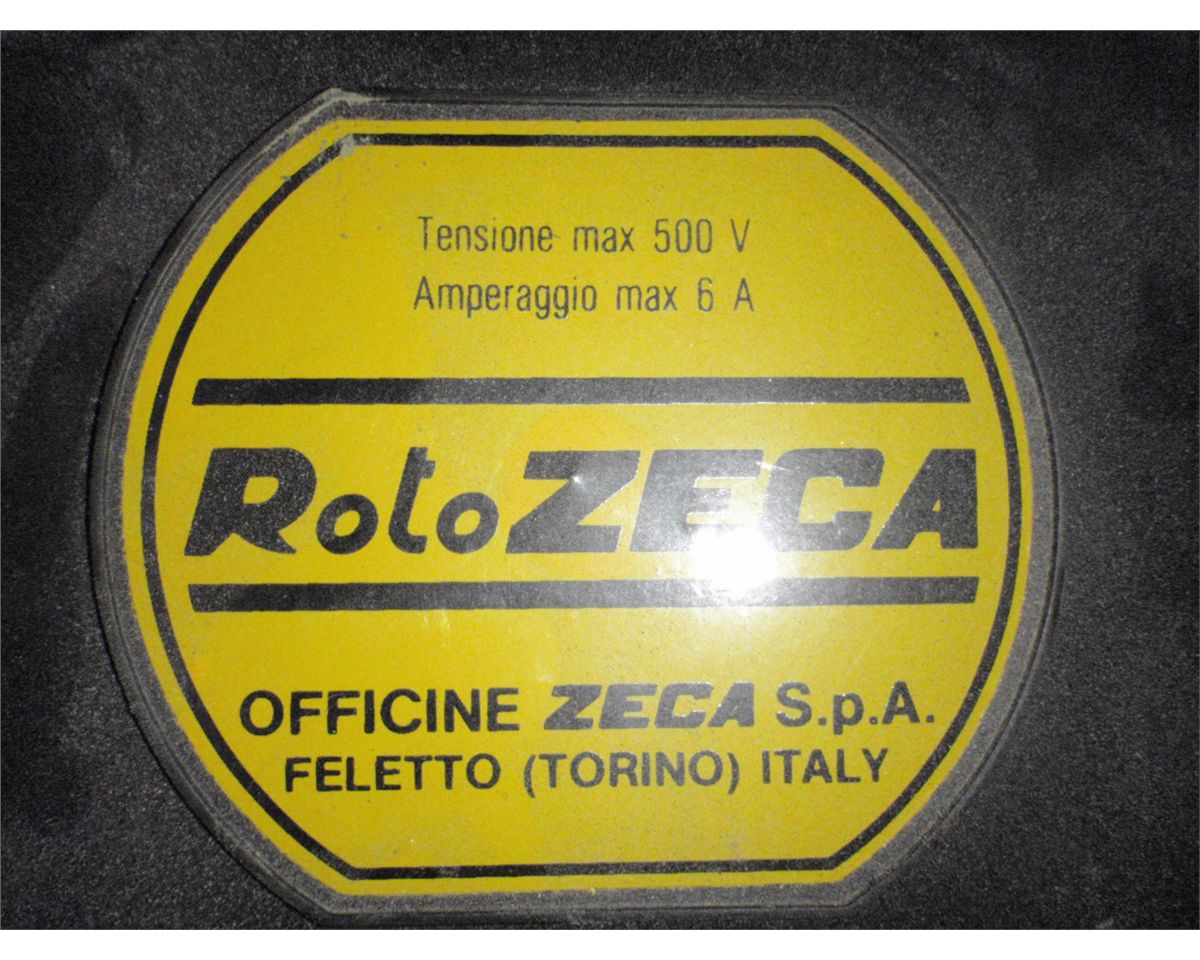 Tensione max 500 V
Amperaggio max 6 A
RotoZECA
OFFICINE ZECA S.p.A.
FELETTO (TORINO) ITALY